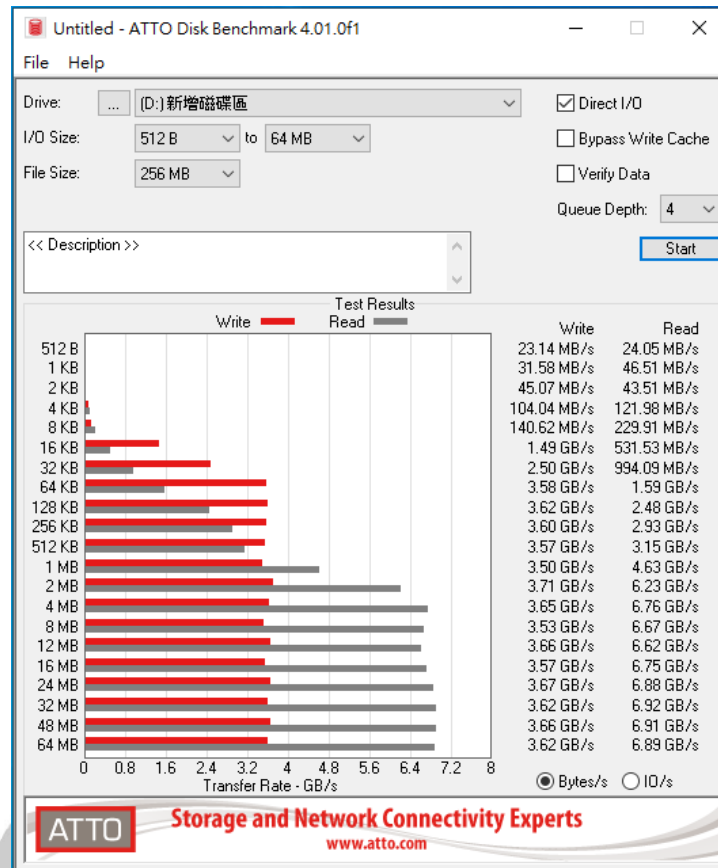 Untitled - ATTO Disk Benchmark 4.01.0f1
File Help
Drive: ... (D:)新增磁碟區 Direct I/O
I/O Size: 512 B to 64 MB Bypass Write Cache
File Size: 256 MB Verify Data
Queue Depth: 4
<< Description >> Start
Test Results
Write Read Write Read
512 B 23.14 MB/s 24.05 MB/s
1 KB 31.58 MB/s 46.51 MB/s
2 KB 45.07 MB/s 43.51 MB/s
4 KB 104.04 MB/s 121.98 MB/s
8 KB 140.62 MB/s 229.91 MB/s
16 KB 1.49 GB/s 531.53 MB/s
32 KB 2.50 GB/s 994.09 MB/s
64 KB 3.58 GB/s 1.59 GB/s
128 KB 3.62 GB/s 2.48 GB/s
256 KB 3.60 GB/s 2.93 GB/s
512 KB 3.57 GB/s 3.15 GB/s
1 MB 3.50 GB/s 4.63 GB/s
2 MB 3.71 GB/s 6.23 GB/s
4 MB 3.65 GB/s 6.76 GB/s
8 MB 3.53 GB/s 6.67 GB/s
12 MB 3.66 GB/s 6.62 GB/s
16 MB 3.57 GB/s 6.75 GB/s
24 MB 3.67 GB/s 6.88 GB/s
32 MB 3.62 GB/s 6.92 GB/s
48 MB 3.66 GB/s 6.91 GB/s
64 MB 3.62 GB/s 6.89 GB/s
0 0.8 1.6 2.4 3.2 4 4.8 5.6 6.4 7.2 8
Transfer Rate - GB/s Bytes/s IO/s
ATTO Storage and Network Connectivity Experts
www.atto.com